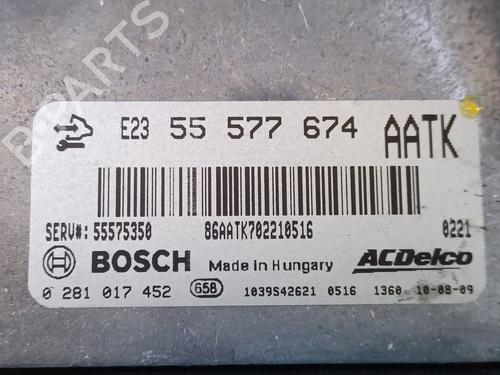 B-PARTS
E23 55 577 674 AATK
SERV#: 55575350 86AATK702210516 0221
BOSCH Made in Hungary ACDelco
0 281 017 452 65B 1039S42621 0516 1360 10-08-09